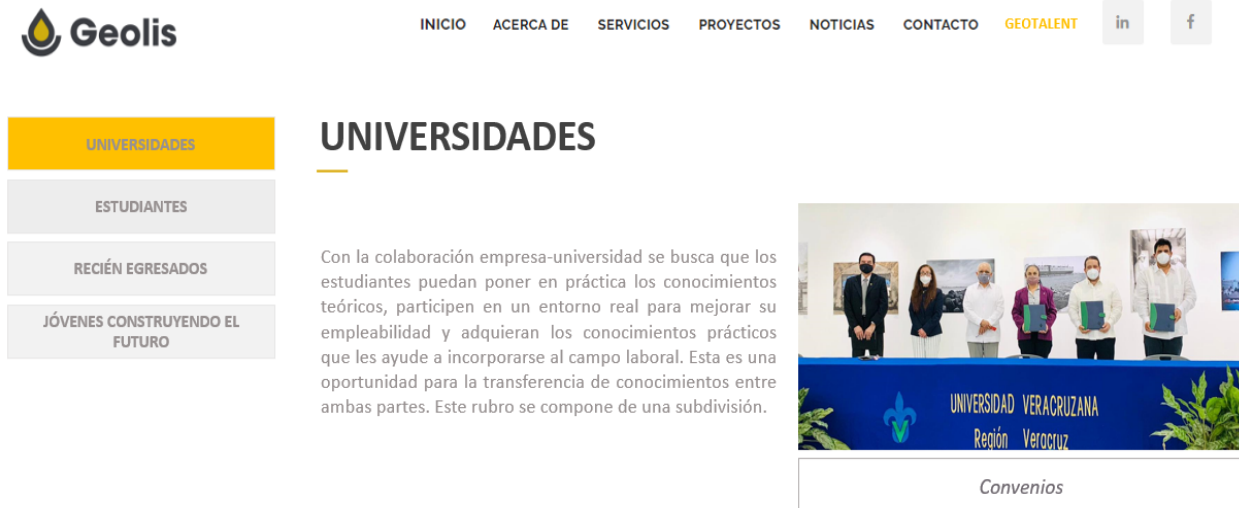 Geolis
INICIO ACERCA DE SERVICIOS PROYECTOS NOTICIAS CONTACTO GEOTALENT in f
UNIVERSIDADES
ESTUDIANTES
RECIÉN EGRESADOS
JÓVENES CONSTRUYENDO EL
FUTURO
UNIVERSIDADES
Con la colaboración empresa-universidad se busca que los
estudiantes puedan poner en práctica los conocimientos
teóricos, participen en un entorno real para mejorar su
empleabilidad y adquieran los conocimientos prácticos
que les ayude a incorporarse al campo laboral. Esta es una
oportunidad para la transferencia de conocimientos entre
ambas partes. Este rubro se compone de una subdivisión.
UNIVERSIDAD VERACRUZANA
Región Veracruz
Convenios